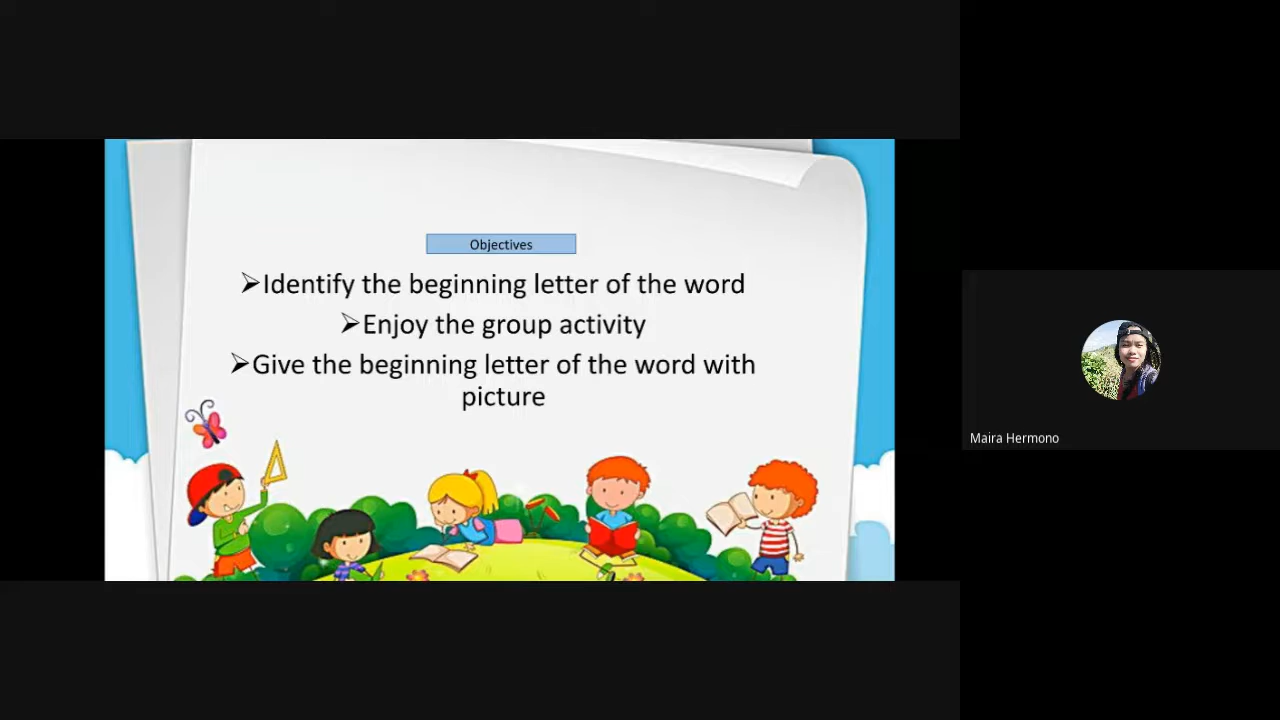 Objectives
➢Identify the beginning letter of the word
➢Enjoy the group activity
➢Give the beginning letter of the word with
picture
Maira Hermono